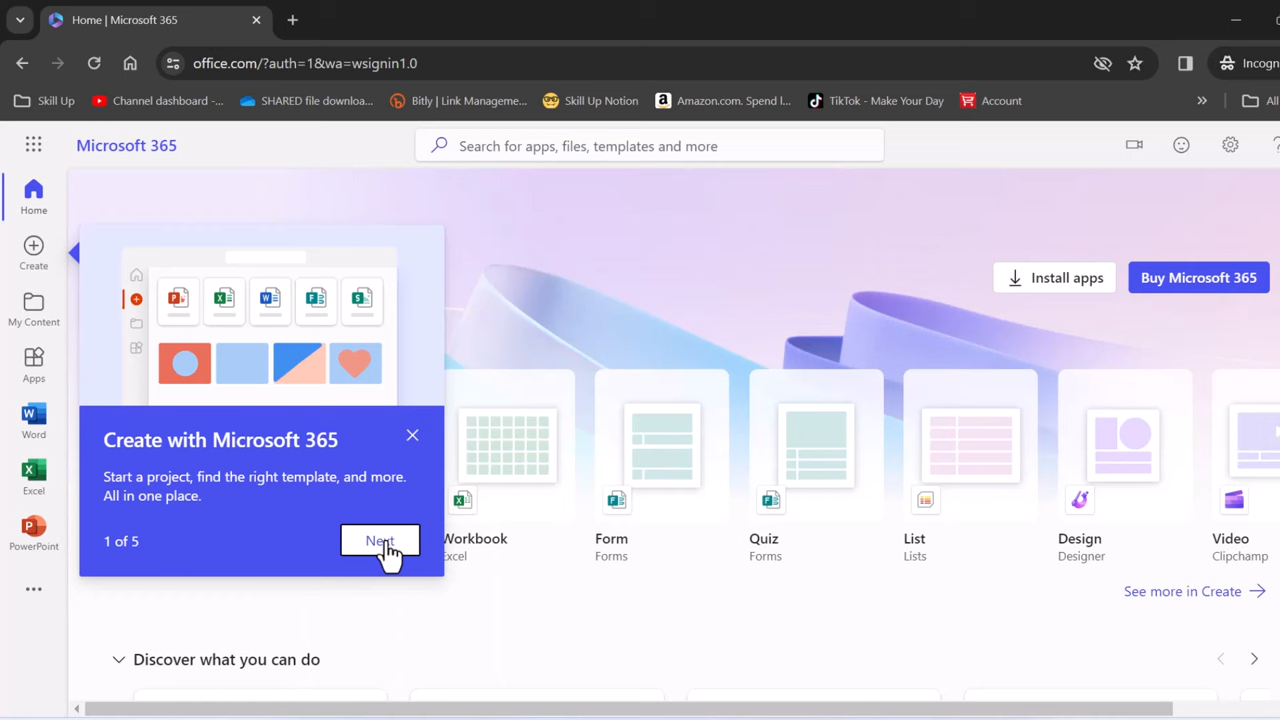 Home | Microsoft 365
office.com/?auth=1&wa=wsignin1.0
Skill Up
Channel dashboard -...
SHARED file downloa...
Bitly | Link Manageme...
Skill Up Notion
Amazon.com. Spend l...
TikTok - Make Your Day
Account
All
Microsoft 365
Search for apps, files, templates and more
Home
Create
My Content
Apps
Word
Excel
PowerPoint
Install apps
Buy Microsoft 365
Create with Microsoft 365
Start a project, find the right template, and more.
All in one place.
1 of 5
Next
Workbook
Excel
Form
Forms
Quiz
Forms
List
Lists
Design
Designer
Video
Clipchamp
See more in Create
Discover what you can do